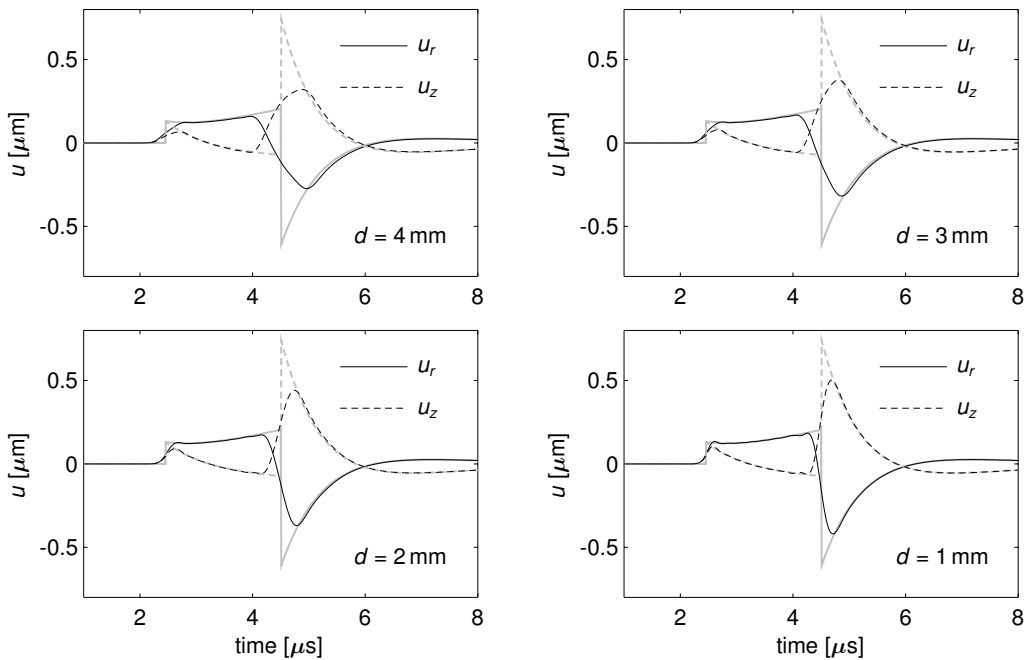 0.5
0
-0.5
u [μm]
u_r
u_z
d = 4 mm
2
4
6
8
0.5
0
-0.5
u [μm]
u_r
u_z
d = 3 mm
2
4
6
8
0.5
0
-0.5
u [μm]
u_r
u_z
d = 2 mm
2
4
6
8
time [μs]
0.5
0
-0.5
u [μm]
u_r
u_z
d = 1 mm
2
4
6
8
time [μs]